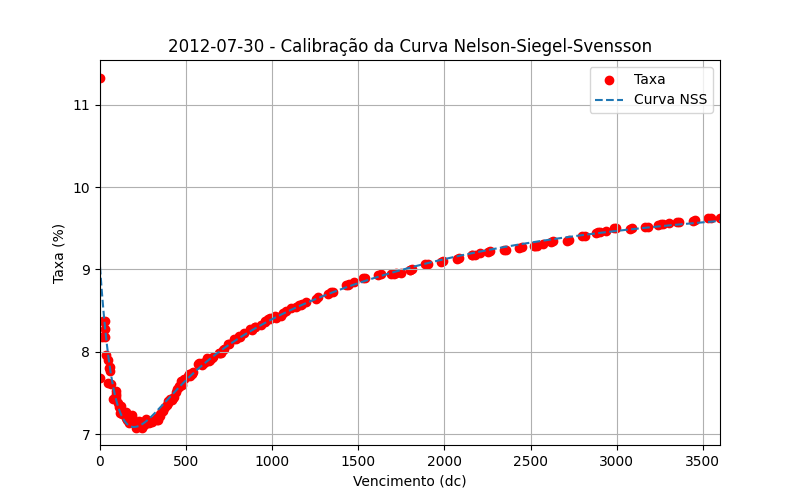 2012-07-30 - Calibração da Curva Nelson-Siegel-Svensson
Taxa
Curva NSS
Taxa (%)
11
10
9
8
7
0 500 1000 1500 2000 2500 3000 3500
Vencimento (dc)